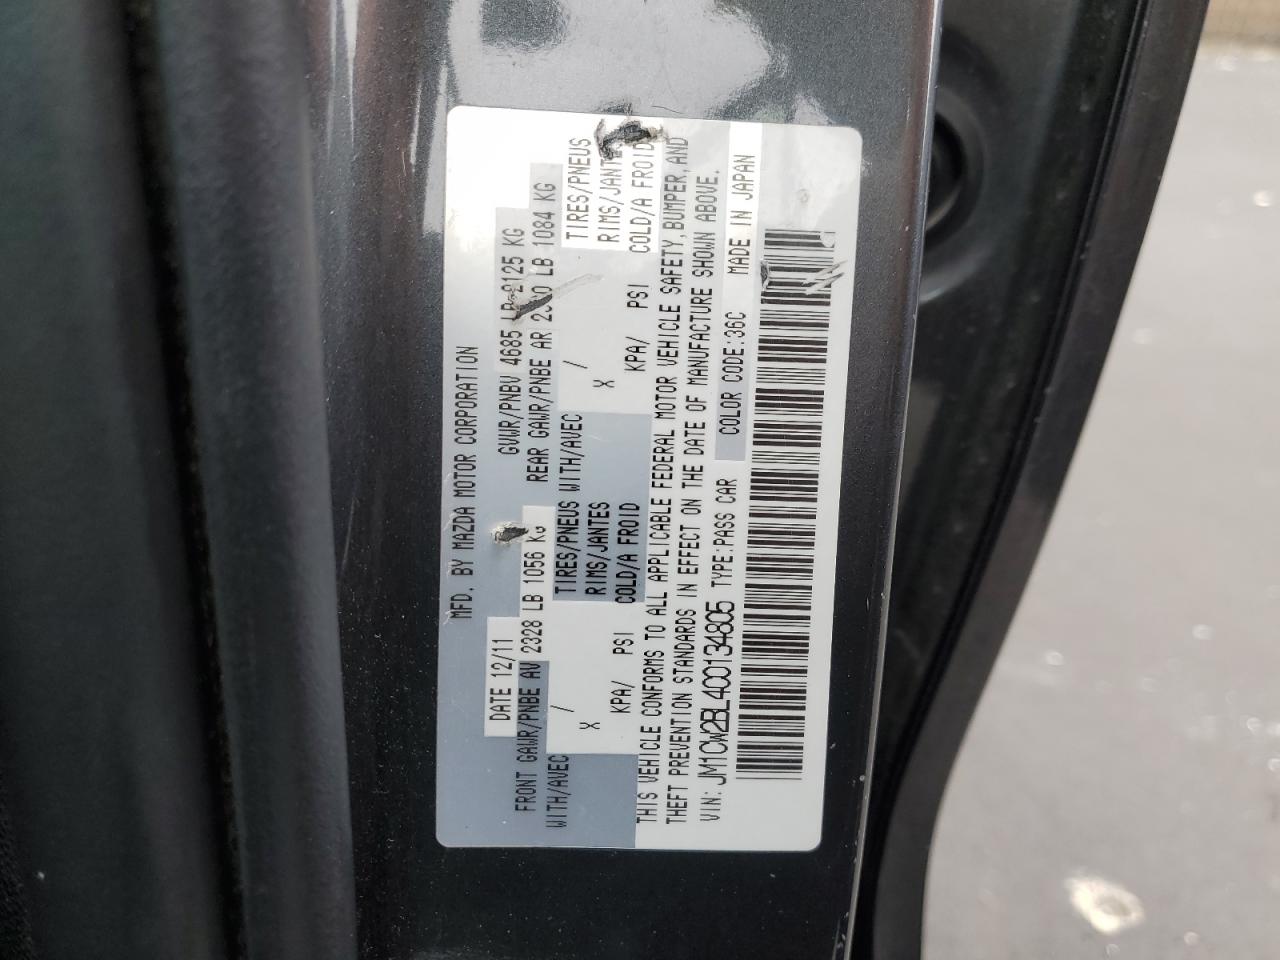 MFD. BY MAZDA MOTOR CORPORATION
DATE 12/11 GVWR/PNBV 4685 LB 2125 KG
FRONT GAWR/PNBE AV 2328 LB 1056 KG REAR GAWR/PNBE AR LB 1084 KG
WITH/AVEC / TIRES/PNEUS WITH/AVEC / TIRES/PNEUS
X RIMS/JANTES X RIMS/JANTES
KPA/ PSI COLD/A FROID KPA/ PSI COLD/A FROID
THIS VEHICLE CONFORMS TO ALL APPLICABLE FEDERAL MOTOR VEHICLE SAFETY, BUMPER, AND
THEFT PREVENTION STANDARDS IN EFFECT ON THE DATE OF MANUFACTURE SHOWN ABOVE.
VIN: JM1CW2BL4C0134805 TYPE:PASS CAR COLOR CODE:36C MADE IN JAPAN